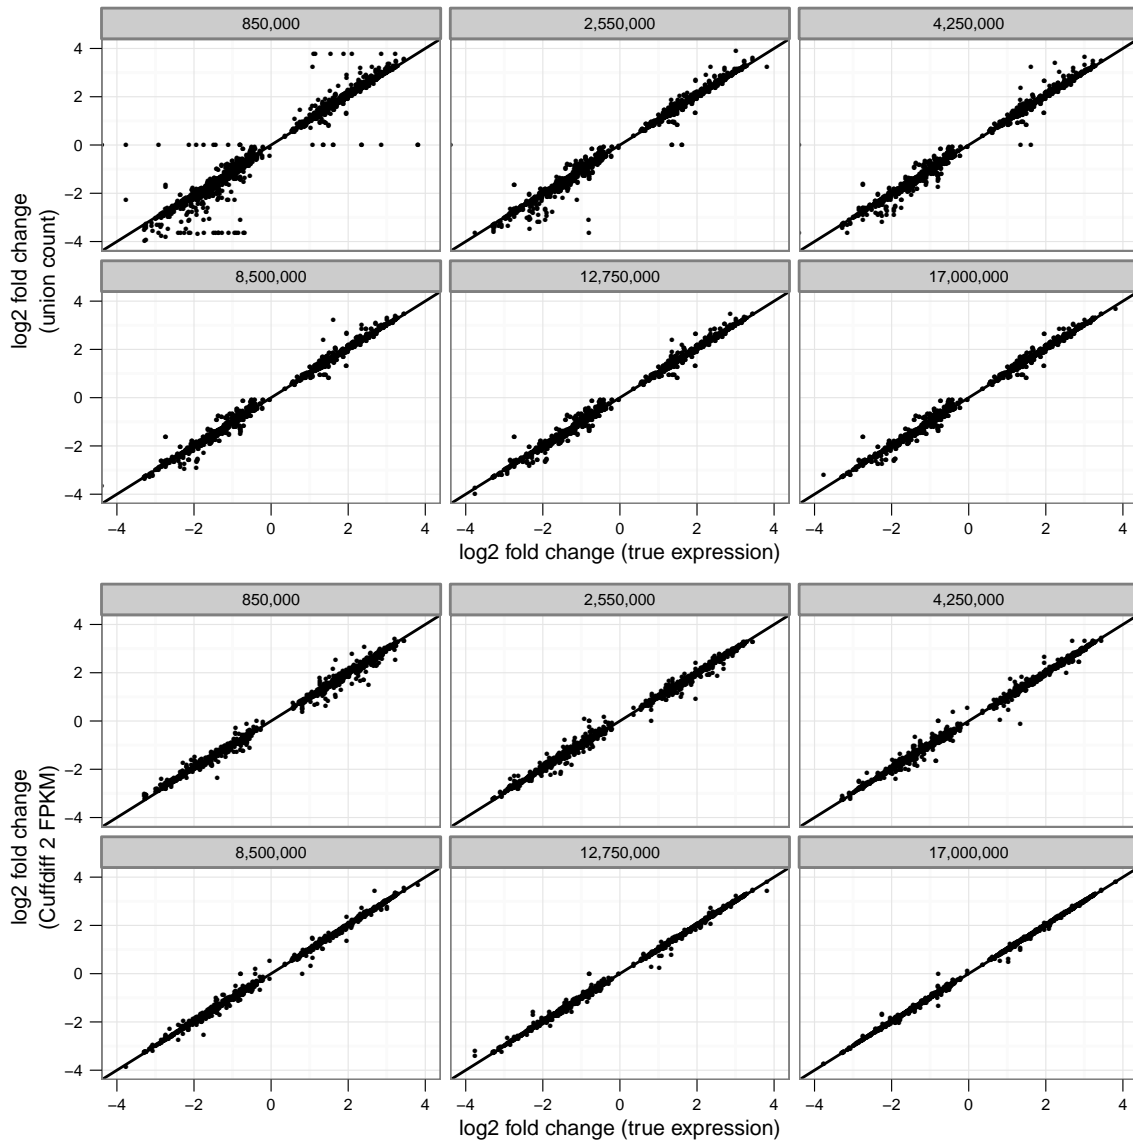 850,000 2,550,000 4,250,000
4
2
0
−2
−4
log2 fold change
(union count)
8,500,000 12,750,000 17,000,000
4
2
0
−2
−4
−4 −2 0 2 4 −4 −2 0 2 4 −4 −2 0 2 4
log2 fold change (true expression)
850,000 2,550,000 4,250,000
4
2
0
−2
−4
log2 fold change
(Cuffdiff 2 FPKM)
8,500,000 12,750,000 17,000,000
4
2
0
−2
−4
−4 −2 0 2 4 −4 −2 0 2 4 −4 −2 0 2 4
log2 fold change (true expression)